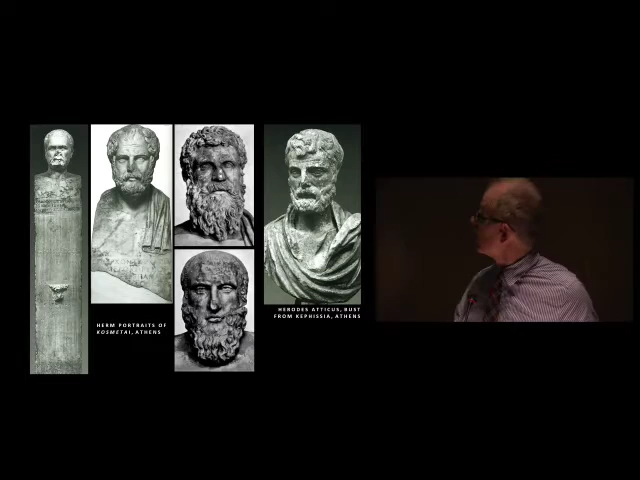 HERM PORTRAITS OF
KOSMETAI, ATHENS
HERODES ATTICUS, BUST
FROM KEPHISSIA, ATHENS